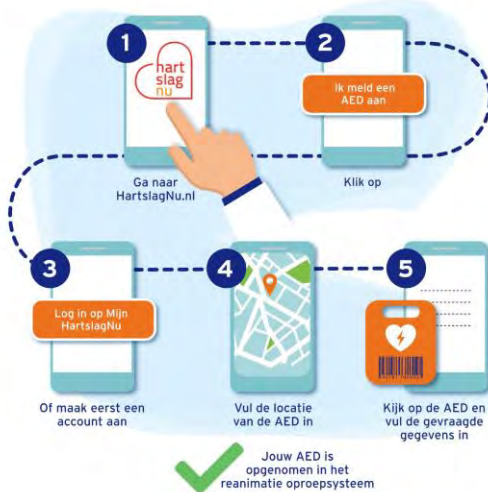 1
hart
slag
nu
Ga naar
HartslagNu.nl
2
Ik meld een
AED aan
Klik op
3
Log in op Mijn
HartslagNu
Of maak eerst een
account aan
4
Vul de locatie
van de AED in
5
Kijk op de AED en
vul de gevraagde
gegevens in
Jouw AED is
opgenomen in het
reanimatie oproepsysteem